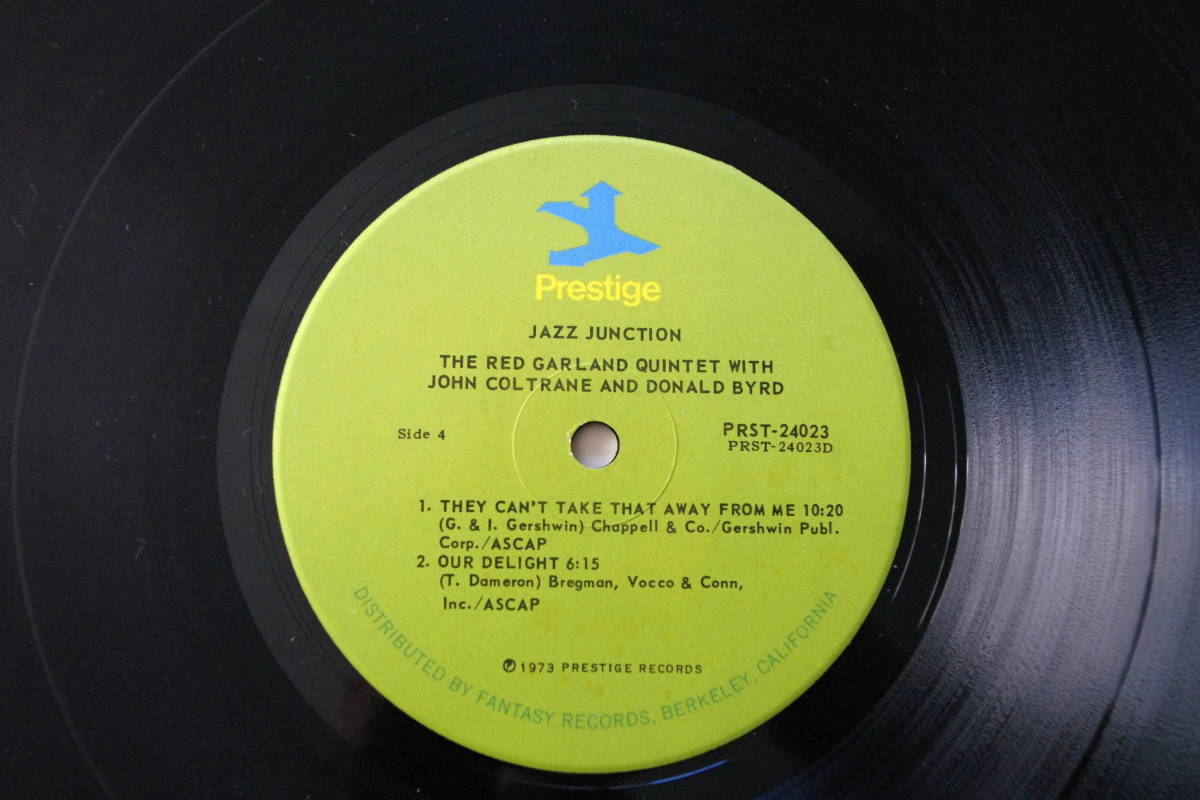 Prestige
JAZZ JUNCTION
THE RED GARLAND QUINTET WITH
JOHN COLTRANE AND DONALD BYRD
Side 4
PRST-24023
PRST-24023D
1. THEY CAN'T TAKE THAT AWAY FROM ME 10:20
(G. & I. Gershwin) Chappell & Co./Gershwin Publ.
Corp./ASCAP
2. OUR DELIGHT 6:15
(T. Dameron) Bregman, Vocco & Conn,
Inc./ASCAP
℗ 1973 PRESTIGE RECORDS
DISTRIBUTED BY FANTASY RECORDS, BERKELEY, CALIFORNIA